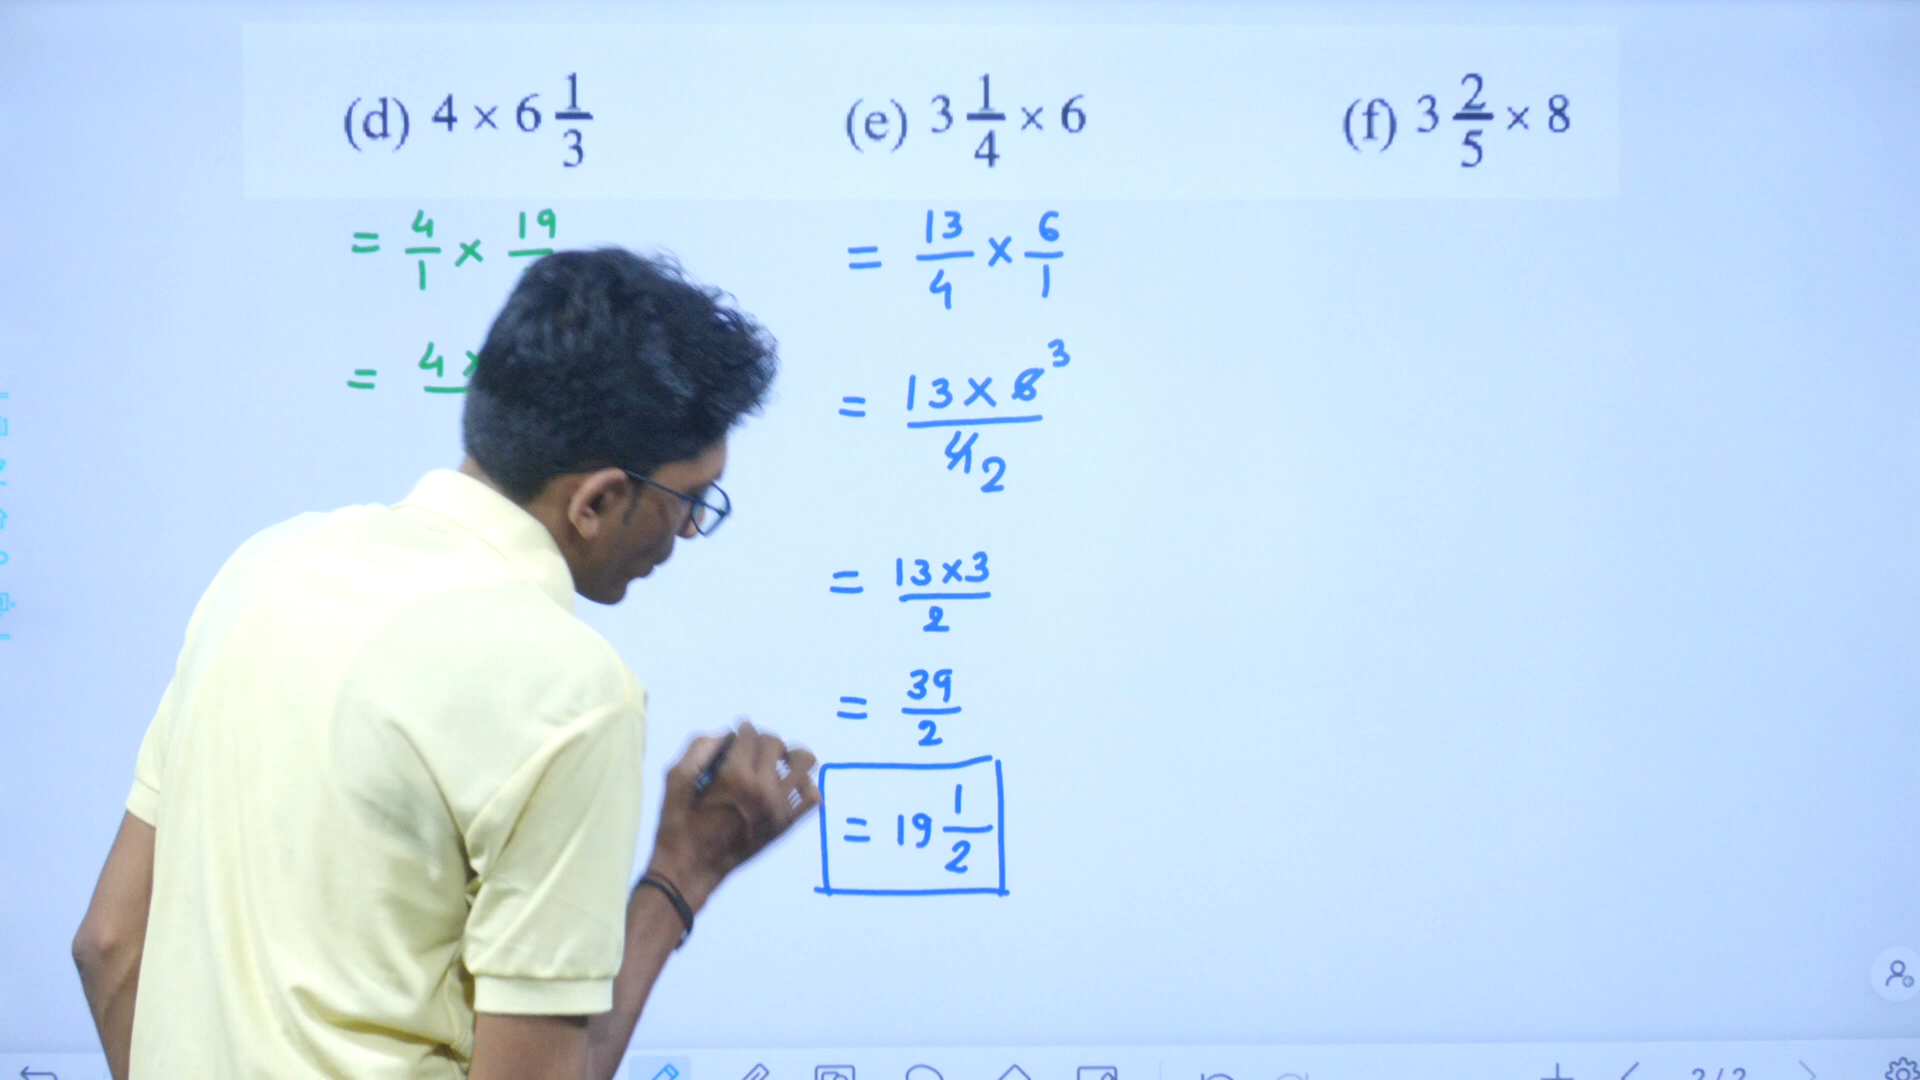 (d) 4 × 6 1/3
(e) 3 1/4 × 6
(f) 3 2/5 × 8
= 4/1 × 19
= 4 ×
= 13/4 × 6/1
= 13 × 6 3 / 4 2
= 13 × 3 / 2
= 39/2
= 19 1/2